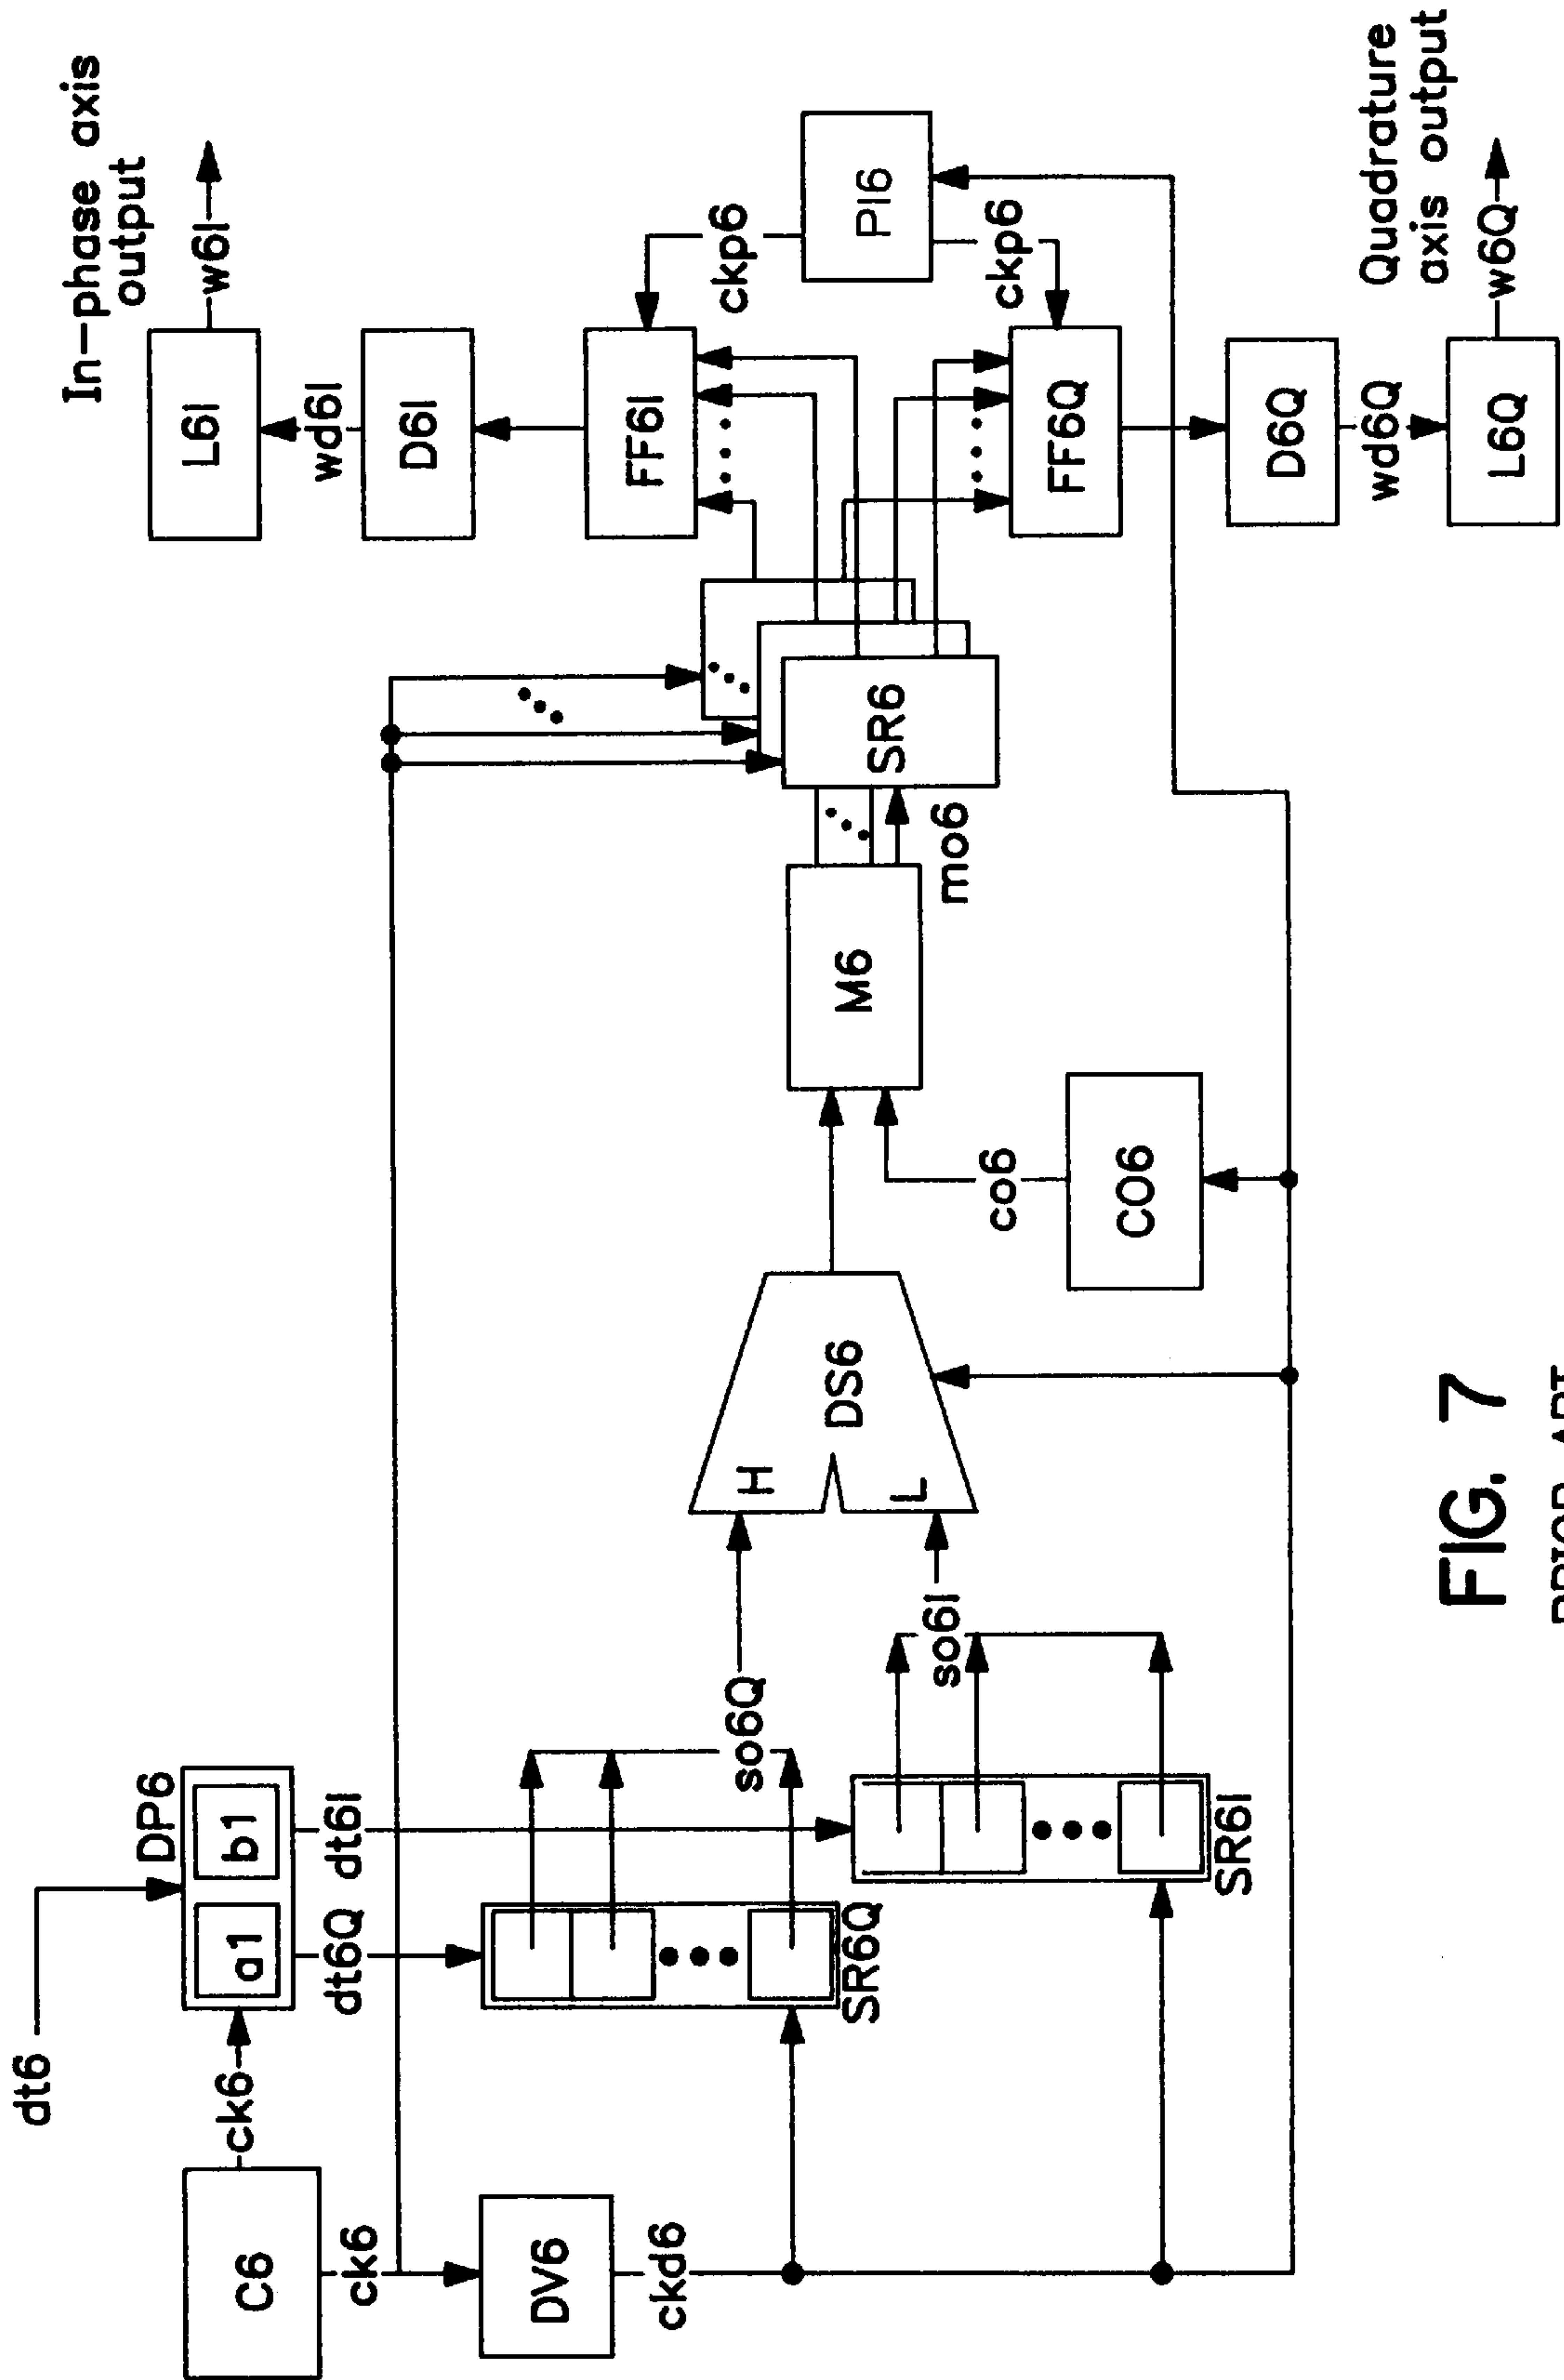 dt6
C6
ck6
ck6
DV6
ckd6
DP6
a1
b1
dt6Q
dt6I
SR6Q
so6Q
SR6I
so6I
H
L
DS6
CO6
co6
M6
mo6
SR6
FF6I
FF6Q
ckp6
ckp6
PI6
D6I
wd6I
L6I
w6I
In-phase axis
output
D6Q
wd6Q
L6Q
w6Q
Quadrature
axis output
FIG. 7
PRIOR ART